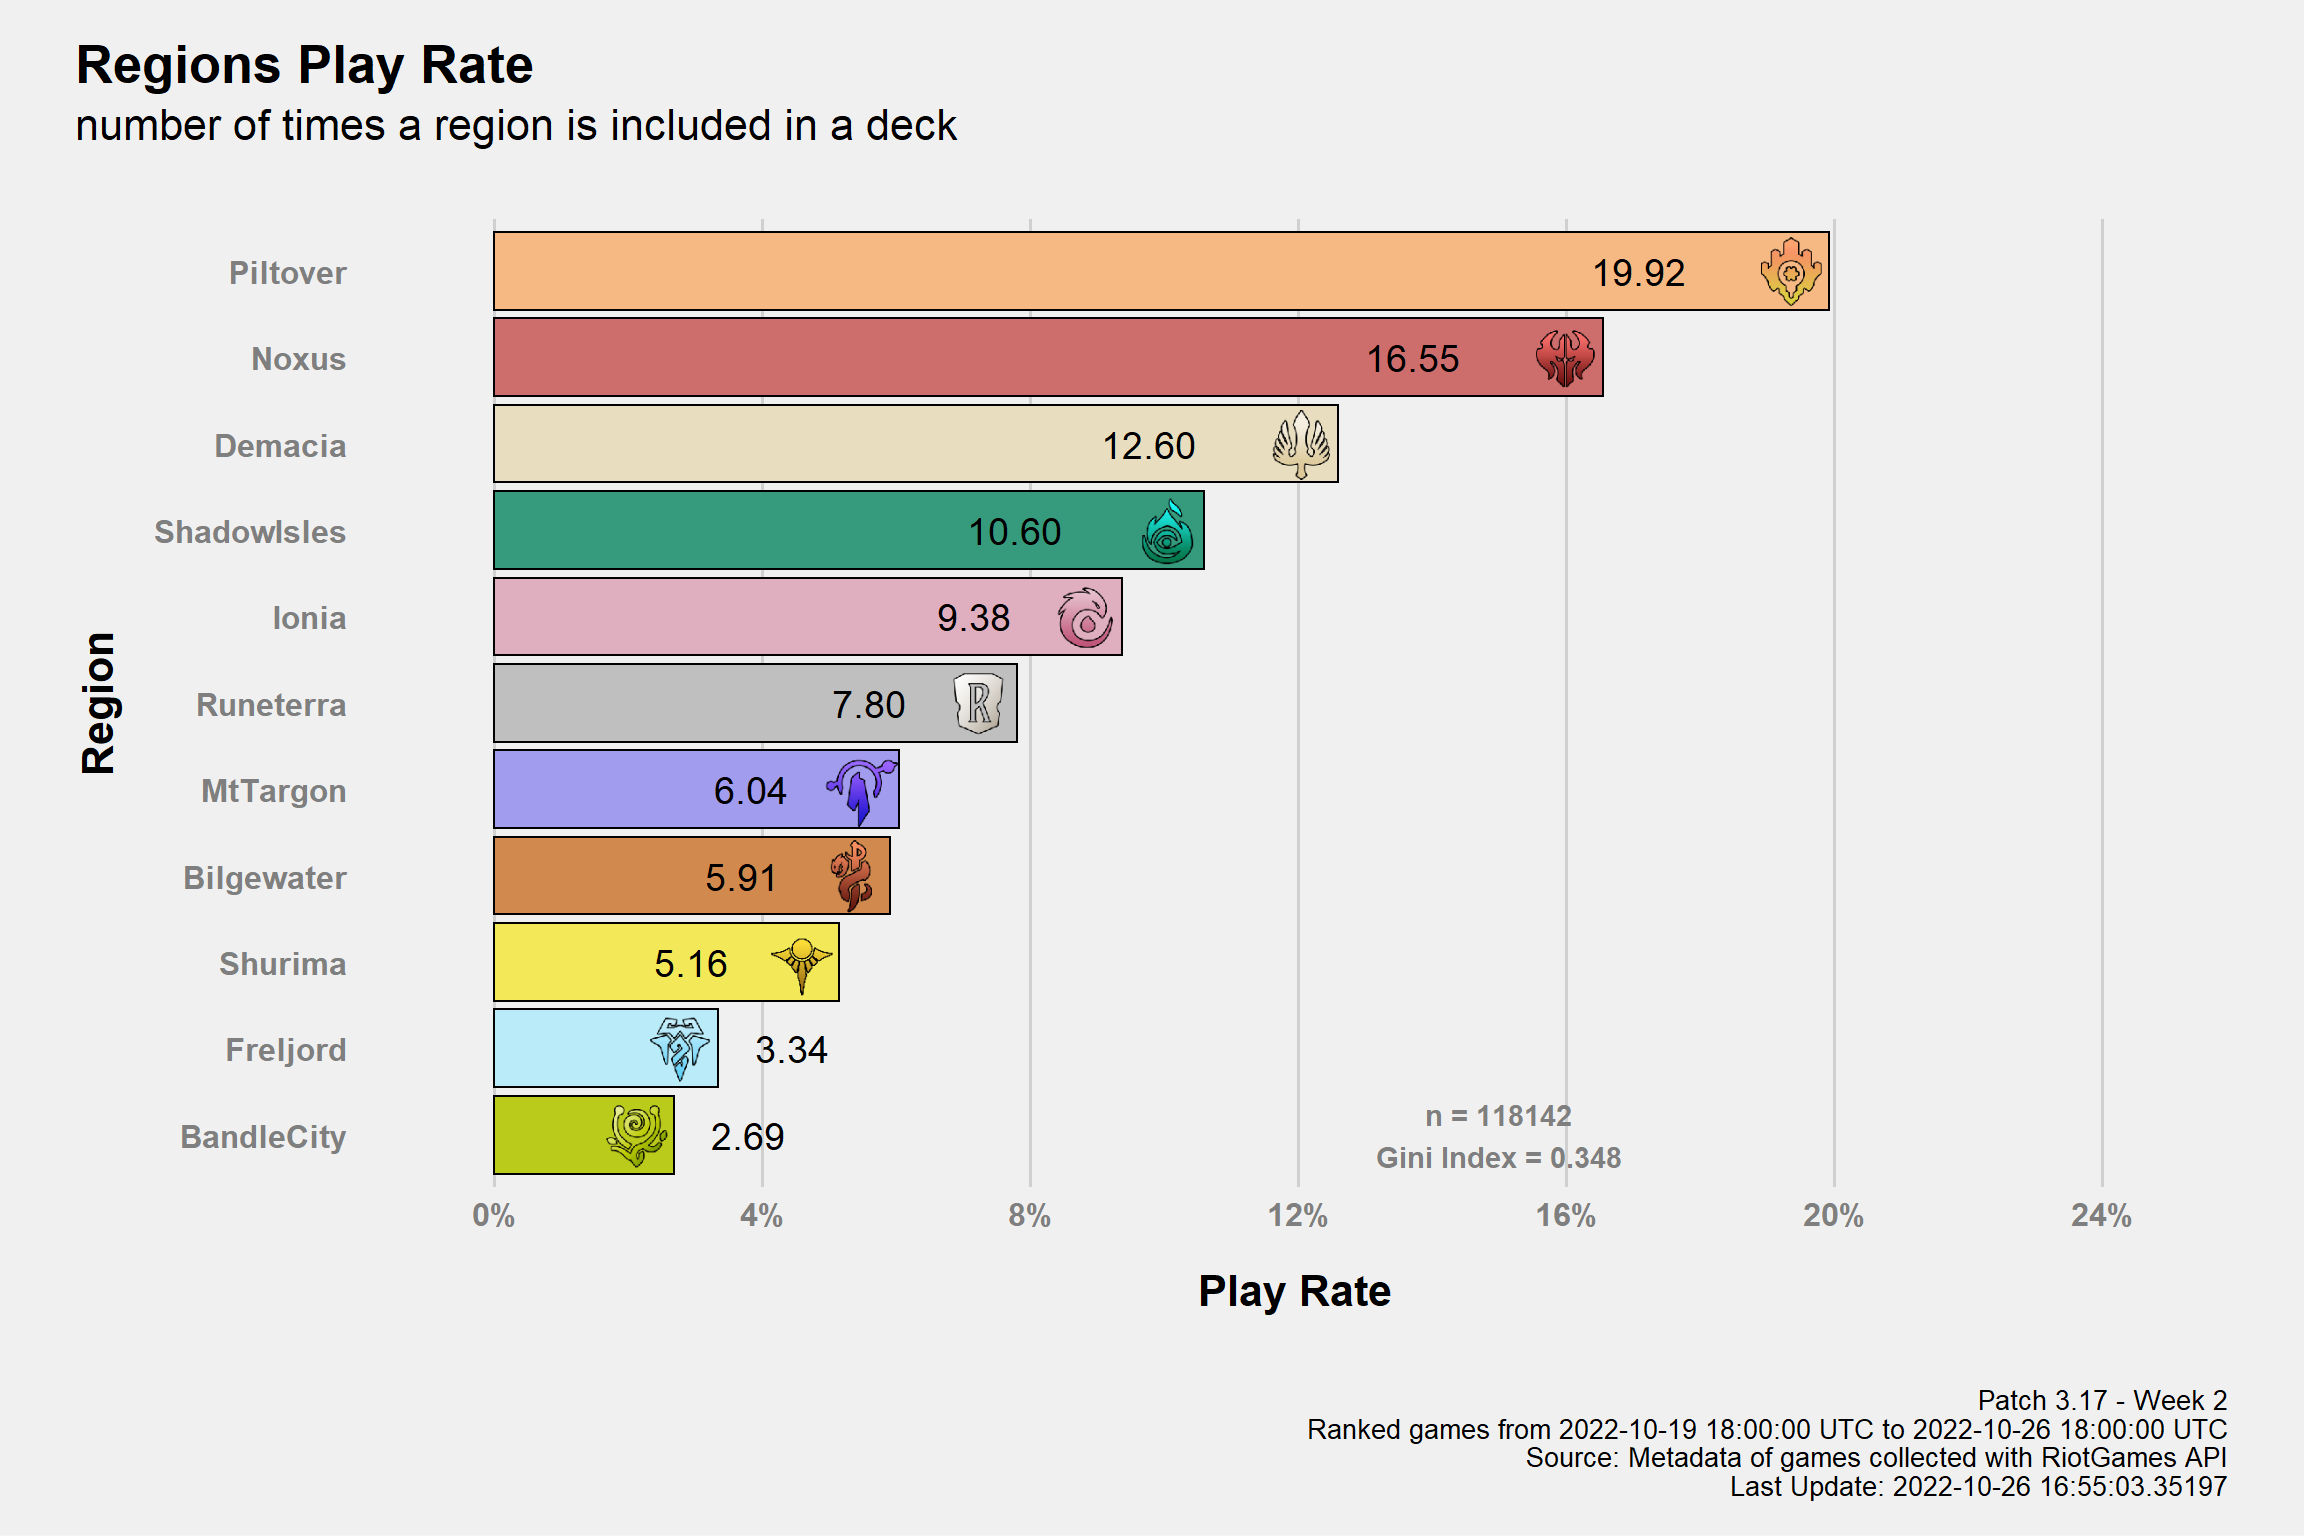 Regions Play Rate
number of times a region is included in a deck
Region
Piltover 19.92
Noxus 16.55
Demacia 12.60
ShadowIsles 10.60
Ionia 9.38
Runeterra 7.80 R
MtTargon 6.04
Bilgewater 5.91
Shurima 5.16
Freljord 3.34
BandleCity 2.69
n = 118142
Gini Index = 0.348
0% 4% 8% 12% 16% 20% 24%
Play Rate
Patch 3.17 - Week 2
Ranked games from 2022-10-19 18:00:00 UTC to 2022-10-26 18:00:00 UTC
Source: Metadata of games collected with RiotGames API
Last Update: 2022-10-26 16:55:03.35197